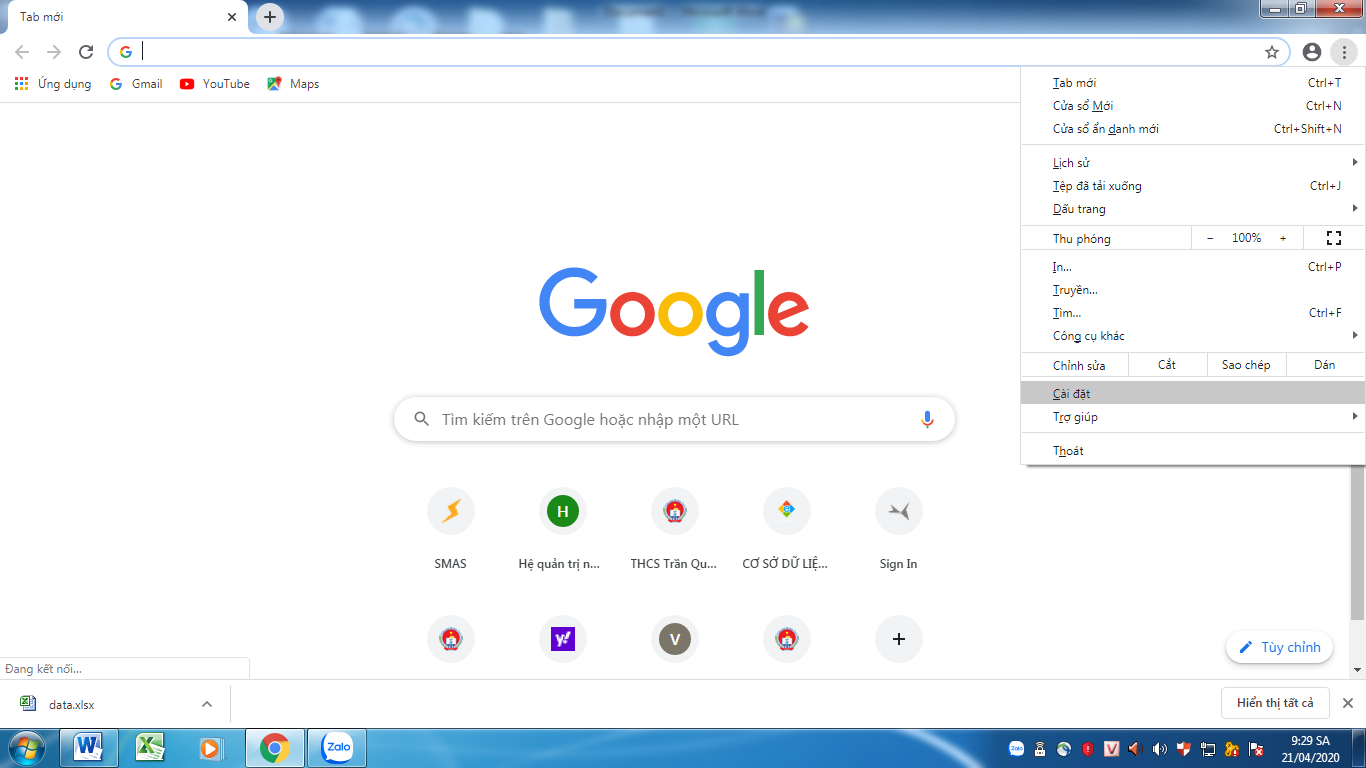 Tab mới
Ứng dụng Gmail YouTube Maps
Tab mới Ctrl+T
Cửa sổ Mới Ctrl+N
Cửa sổ ẩn danh mới Ctrl+Shift+N
Lịch sử
Tệp đã tải xuống Ctrl+J
Dấu trang
Thu phóng − 100% +
In... Ctrl+P
Truyền...
Tìm... Ctrl+F
Công cụ khác
Chỉnh sửa Cắt Sao chép Dán
Cài đặt
Trợ giúp
Thoát
Google
Tìm kiếm trên Google hoặc nhập một URL
H
SMAS Hệ quản trị n... THCS Trần Qu... CƠ SỞ DỮ LIỆ... Sign In
y! V
Tùy chỉnh
Đang kết nối...
data.xlsx Hiển thị tất cả
Zalo
9:29 SA
21/04/2020